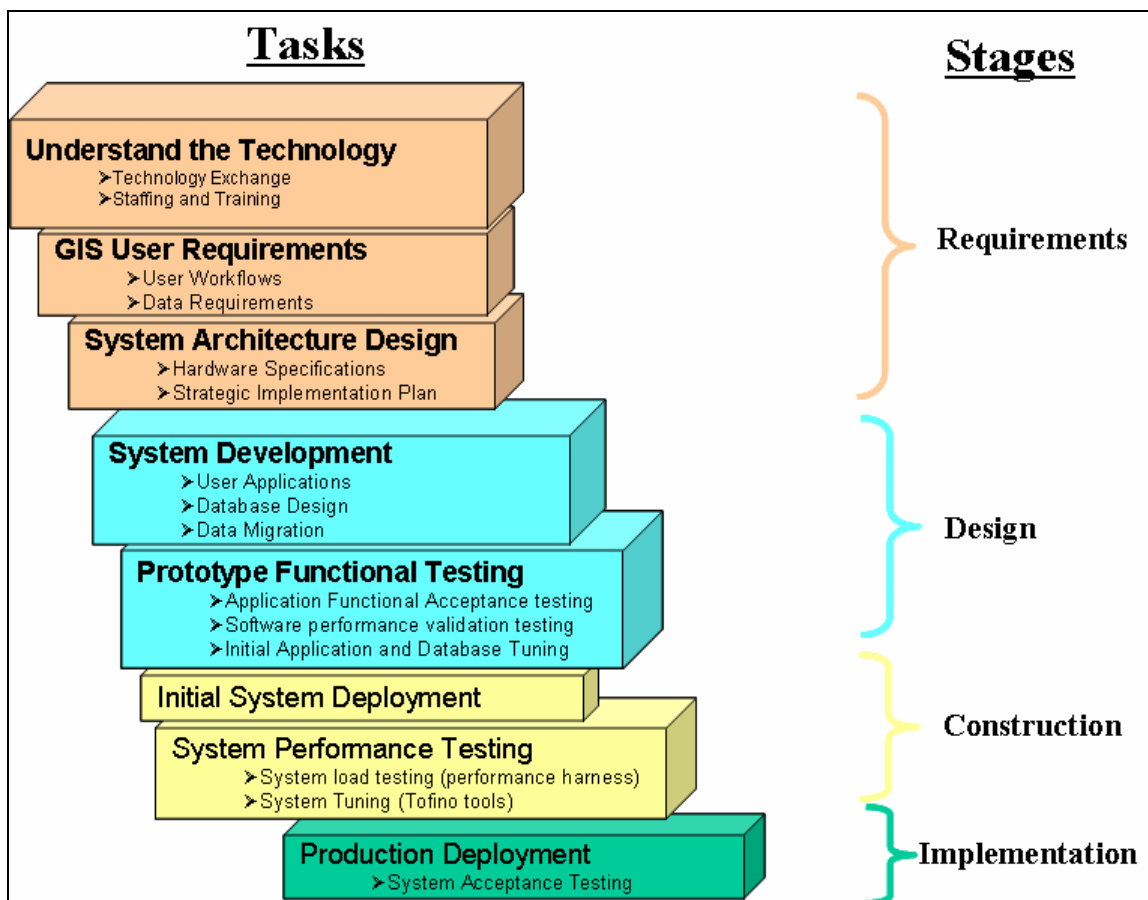 Tasks
Stages
Understand the Technology
➢Technology Exchange
➢Staffing and Training
GIS User Requirements
➢User Workflows
➢Data Requirements
System Architecture Design
➢Hardware Specifications
➢Strategic Implementation Plan
Requirements
System Development
➢User Applications
➢Database Design
➢Data Migration
Prototype Functional Testing
➢Application Functional Acceptance testing
➢Software performance validation testing
➢Initial Application and Database Tuning
Design
Initial System Deployment
System Performance Testing
➢System load testing (performance harness)
➢System Tuning (Tofino tools)
Construction
Production Deployment
➢System Acceptance Testing
Implementation